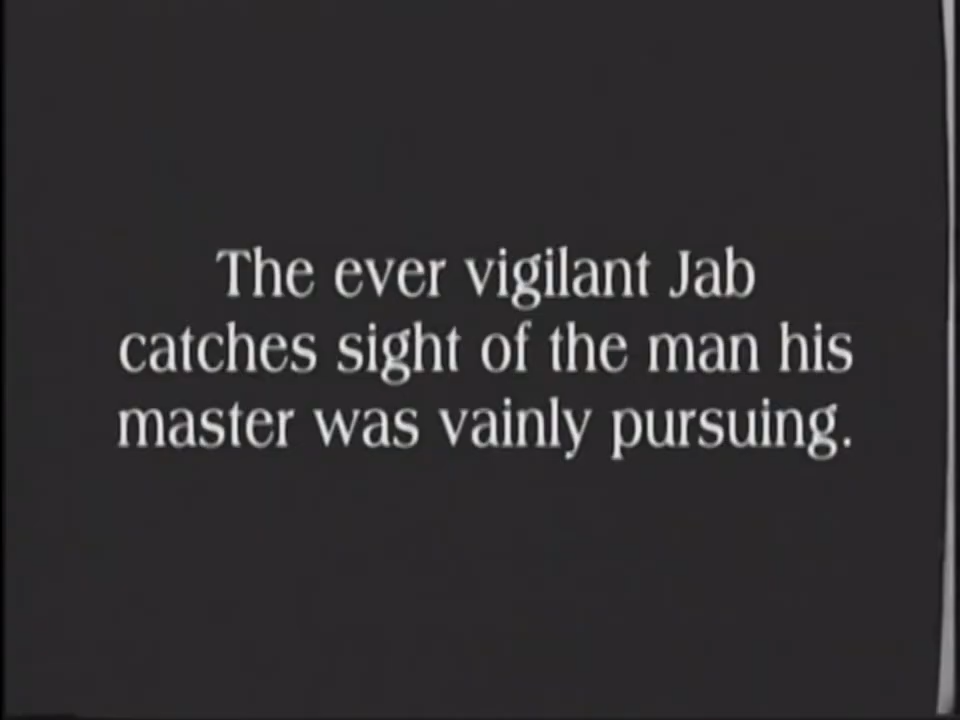 The ever vigilant Jab
catches sight of the man his
master was vainly pursuing.